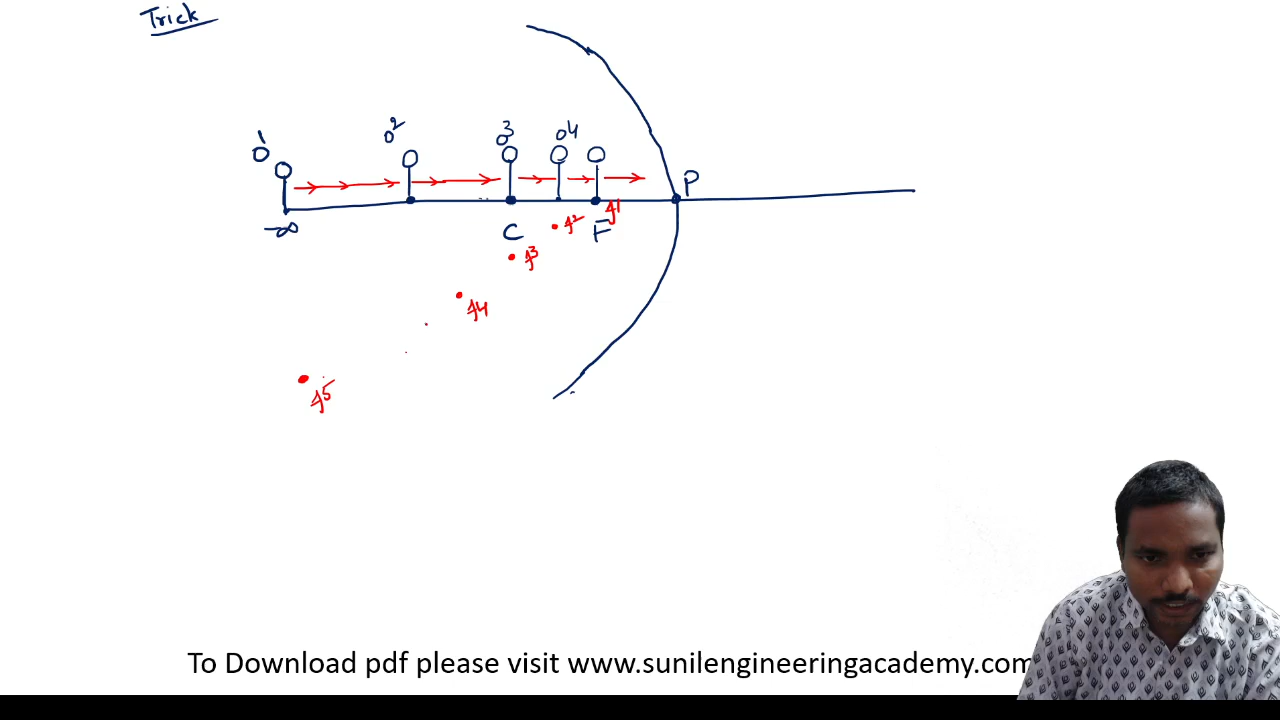 Trick
O1
O2
O3
O4
P
-∞
C
F
I1
I2
I3
I4
I5
To Download pdf please visit www.sunilengineeringacademy.com